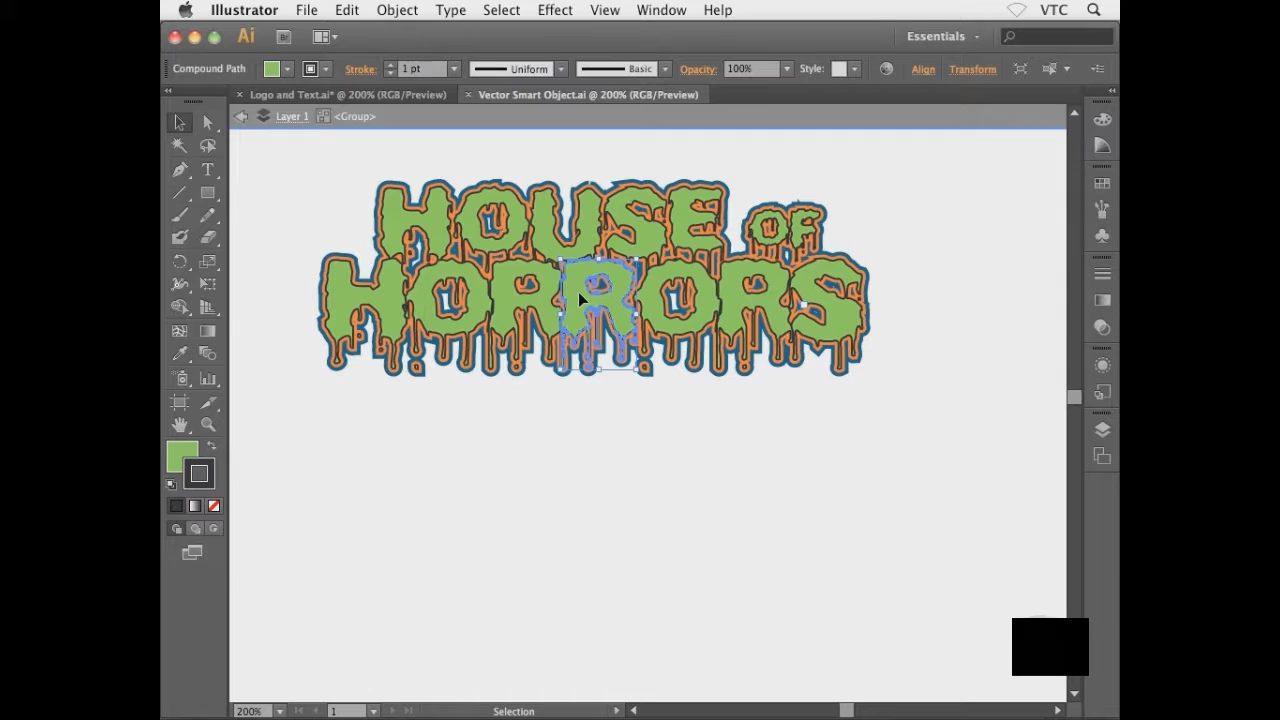 Illustrator File Edit Object Type Select Effect View Window Help VTC
Ai Br Essentials
Compound Path Stroke: 1 pt Uniform Basic Opacity: 100% Style: Align Transform
× Logo and Text.ai* @ 200% (RGB/Preview) × Vector Smart Object.ai @ 200% (RGB/Preview)
Layer 1 <Group>
HOUSE OF
HORRORS
200% 1 Selection